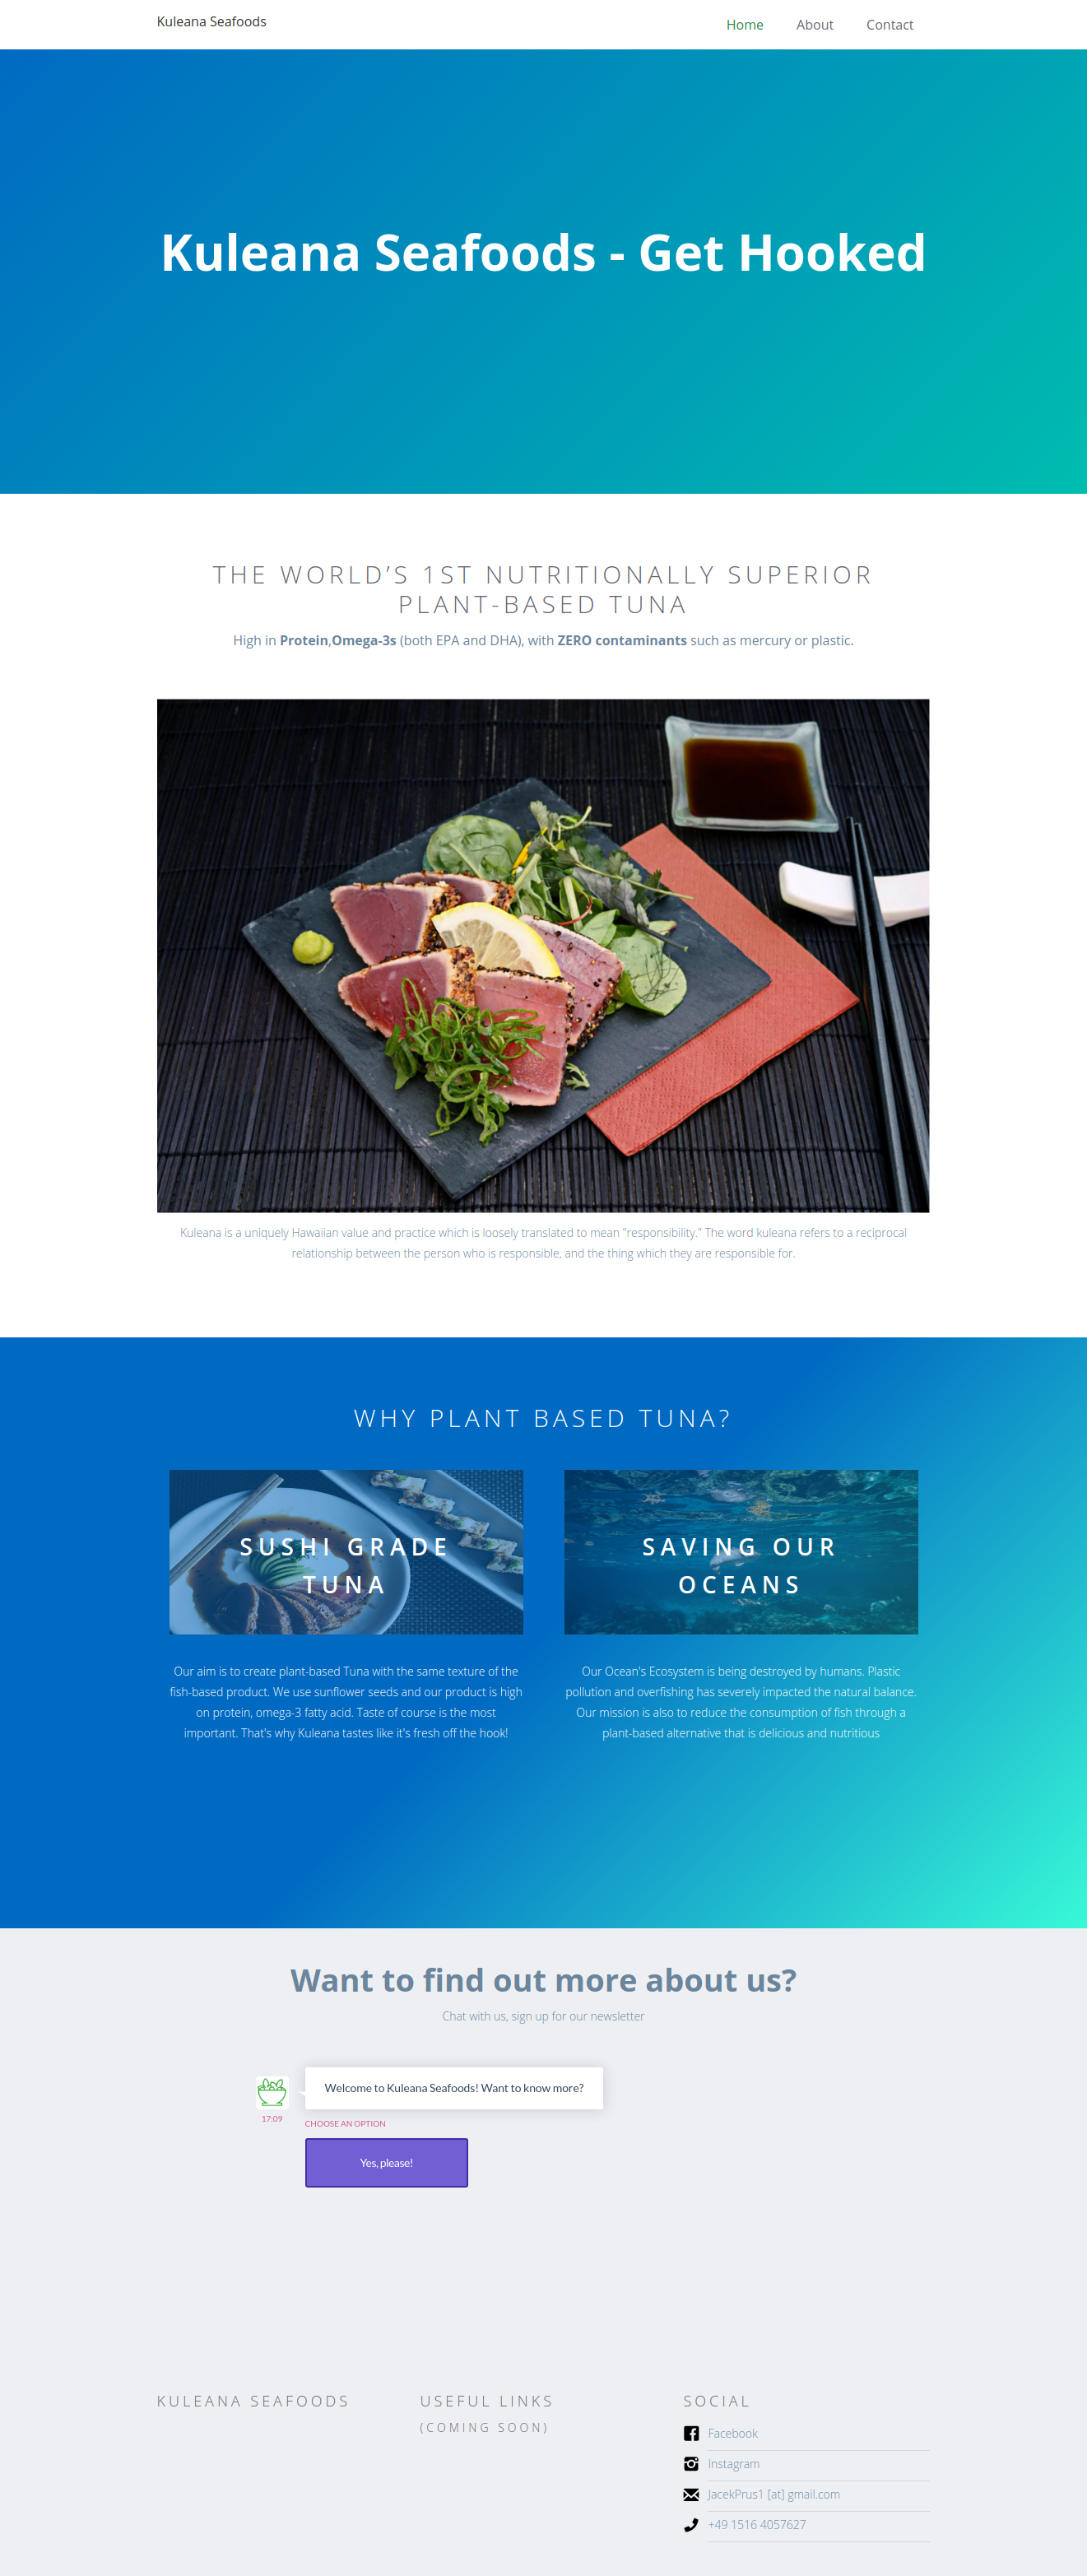 Kuleana Seafoods
Home
About
Contact
Kuleana Seafoods - Get Hooked
THE WORLD’S 1ST NUTRITIONALLY SUPERIOR
PLANT-BASED TUNA
High in Protein,Omega-3s (both EPA and DHA), with ZERO contaminants such as mercury or plastic.
Kuleana is a uniquely Hawaiian value and practice which is loosely translated to mean "responsibility." The word kuleana refers to a reciprocal
relationship between the person who is responsible, and the thing which they are responsible for.
WHY PLANT BASED TUNA?
SUSHI GRADE
TUNA
Our aim is to create plant-based Tuna with the same texture of the
fish-based product. We use sunflower seeds and our product is high
on protein, omega-3 fatty acid. Taste of course is the most
important. That's why Kuleana tastes like it's fresh off the hook!
SAVING OUR
OCEANS
Our Ocean's Ecosystem is being destroyed by humans. Plastic
pollution and overfishing has severely impacted the natural balance.
Our mission is also to reduce the consumption of fish through a
plant-based alternative that is delicious and nutritious
Want to find out more about us?
Chat with us, sign up for our newsletter
Welcome to Kuleana Seafoods! Want to know more?
17:09
CHOOSE AN OPTION
Yes, please!
KULEANA SEAFOODS
USEFUL LINKS
(COMING SOON)
SOCIAL
Facebook
Instagram
JacekPrus1 [at] gmail.com
+49 1516 4057627